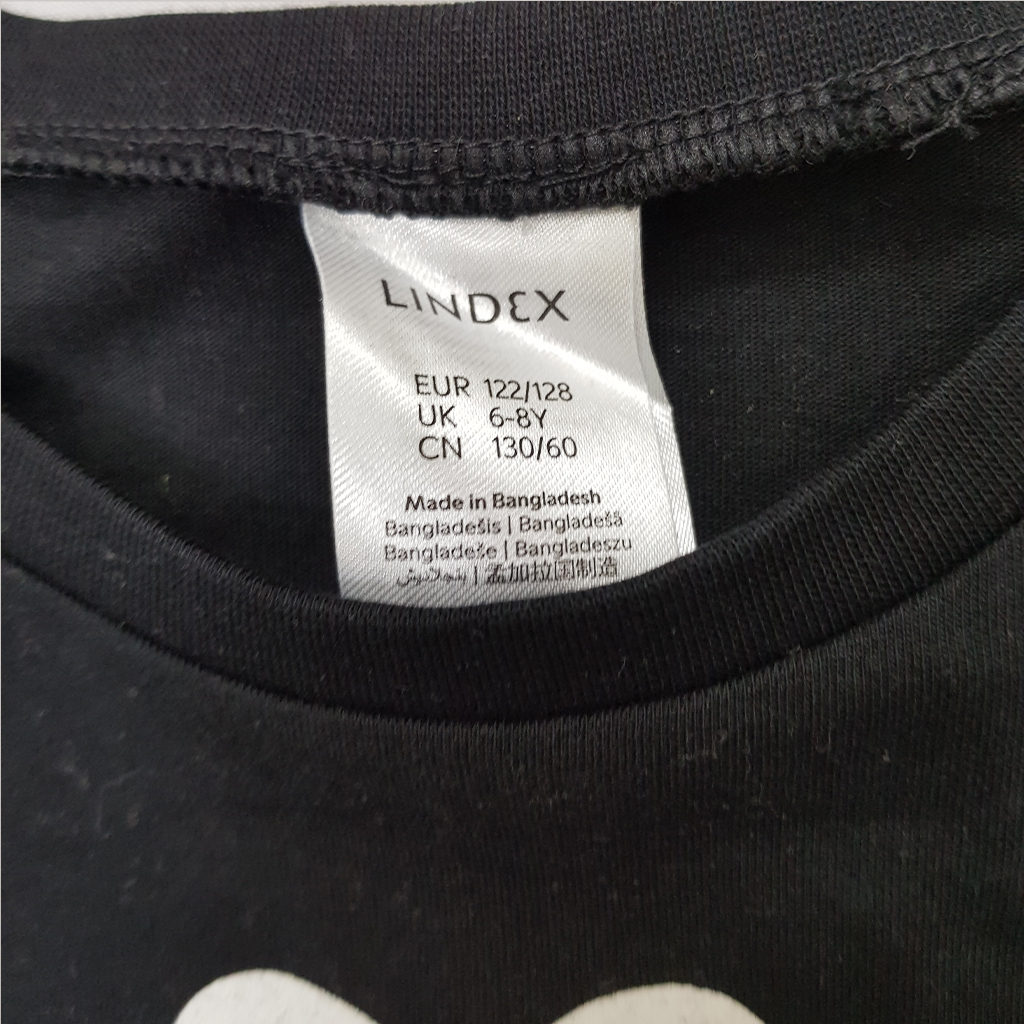 LINDEX
EUR 122/128
UK 6-8Y
CN 130/60
Made in Bangladesh
Bangladešis | Bangladešā
Bangladeše | Bangladeszu
بنجلاديش | 孟加拉国制造